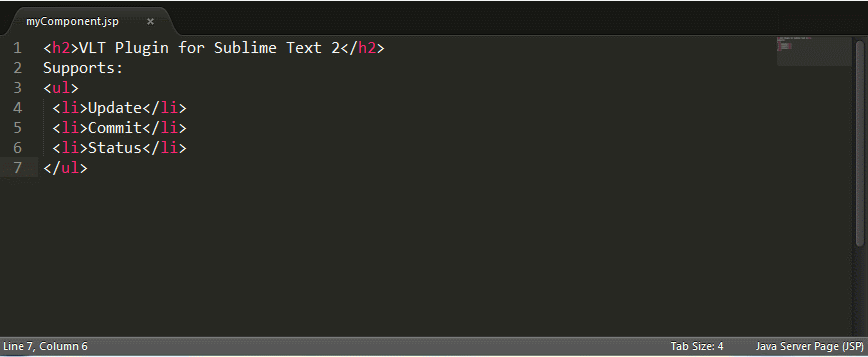 myComponent.jsp ×
1 <h2>VLT Plugin for Sublime Text 2</h2>
2 Supports:
3 <ul>
4  <li>Update</li>
5  <li>Commit</li>
6  <li>Status</li>
7 </ul>
Line 7, Column 6 Tab Size: 4 Java Server Page (JSP)